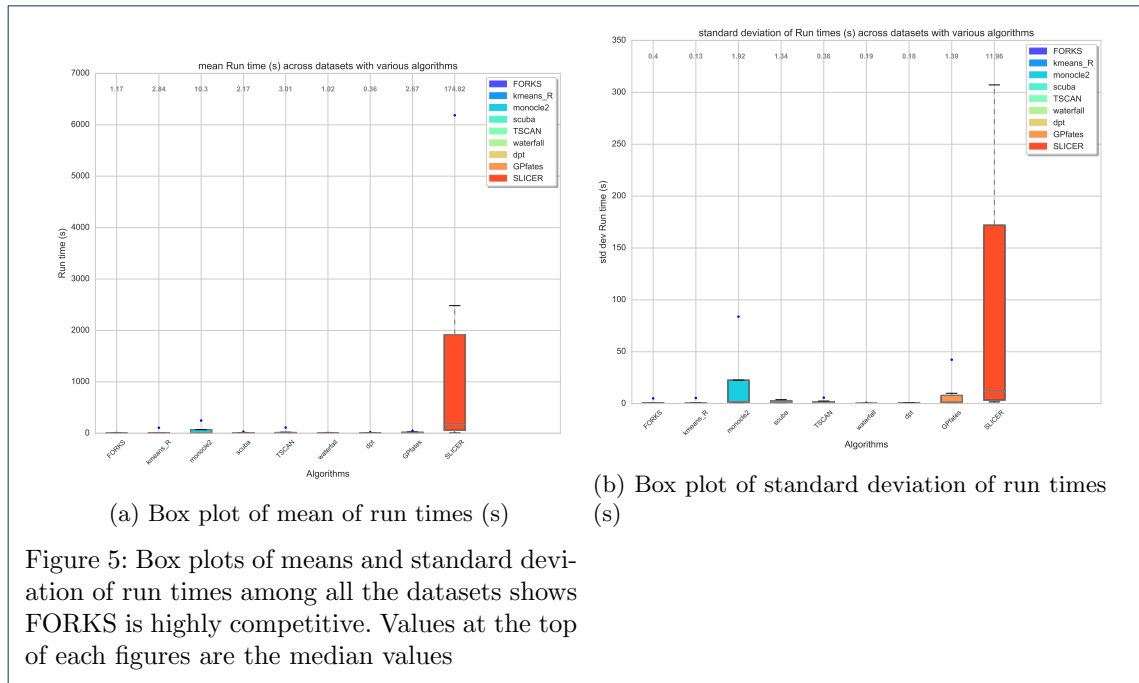 mean Run time (s) across datasets with various algorithms
7000
6000
5000
4000
3000
2000
1000
0
Run time (s)
1.17 2.84 10.3 2.17 3.01 1.02 0.36 2.67 174.82
FORKS
kmeans_R
monocle2
scuba
TSCAN
waterfall
dpt
GPfates
SLICER
FORKS kmeans_R monocle2 scuba TSCAN waterfall dpt GPfates SLICER
Algorithms
(a) Box plot of mean of run times (s)
standard deviation of Run times (s) across datasets with various algorithms
350
300
250
200
150
100
50
0
std dev Run time (s)
0.4 0.13 1.92 1.34 0.36 0.19 0.18 1.39 11.96
FORKS
kmeans_R
monocle2
scuba
TSCAN
waterfall
dpt
GPfates
SLICER
FORKS kmeans_R monocle2 scuba TSCAN waterfall dpt GPfates SLICER
Algorithms
(b) Box plot of standard deviation of run times
(s)
Figure 5: Box plots of means and standard devi-
ation of run times among all the datasets shows
FORKS is highly competitive. Values at the top
of each figures are the median values